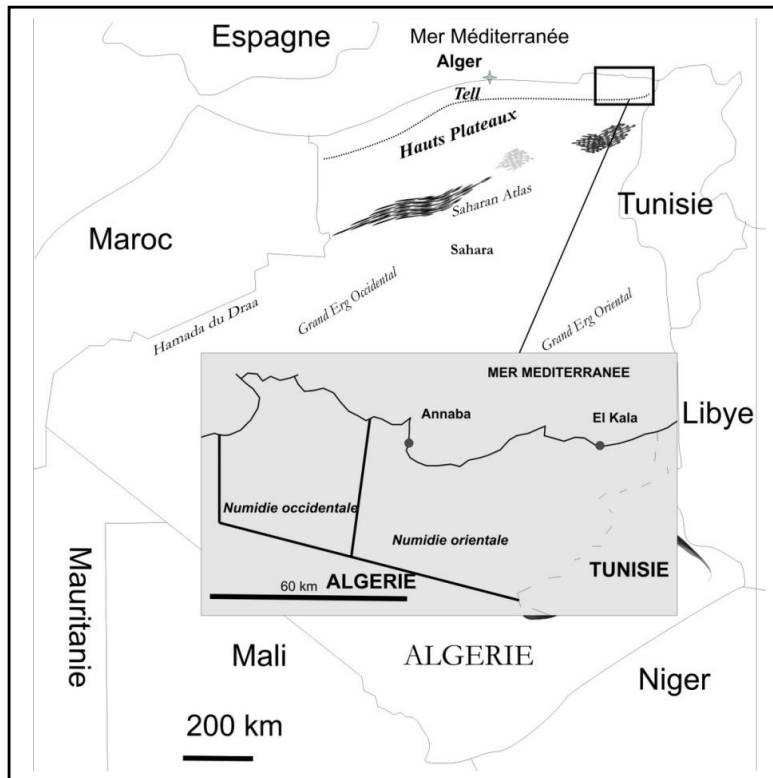 Espagne
Mer Méditerranée
Alger
Tell
Hauts Plateaux
Saharan Atlas
Tunisie
Maroc
Sahara
Grand Erg Occidental
Grand Erg Oriental
Hamada du Draa
MER MEDITERRANEE
Annaba
El Kala
Libye
Numidie occidentale
Numidie orientale
TUNISIE
60 km
ALGERIE
Mauritanie
Mali
ALGERIE
Niger
200 km